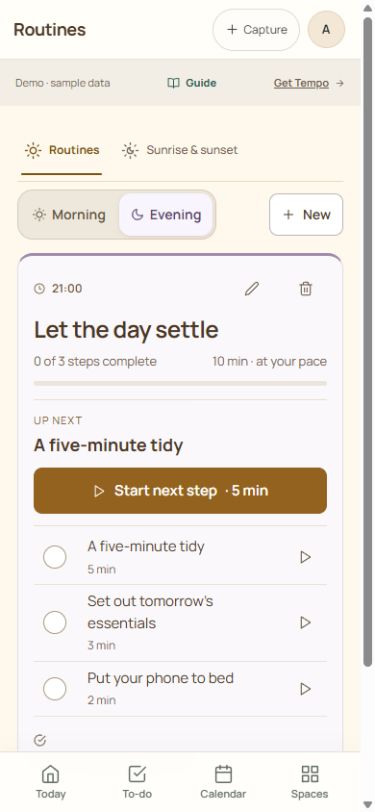 Routines
+ Capture
A
Demo · sample data
Guide
Get Tempo →
Routines
Sunrise & sunset
Morning
Evening
+ New
21:00
Let the day settle
0 of 3 steps complete
10 min · at your pace
UP NEXT
A five-minute tidy
Start next step · 5 min
A five-minute tidy
5 min
Set out tomorrow's
essentials
3 min
Put your phone to bed
2 min
Today
To-do
Calendar
Spaces